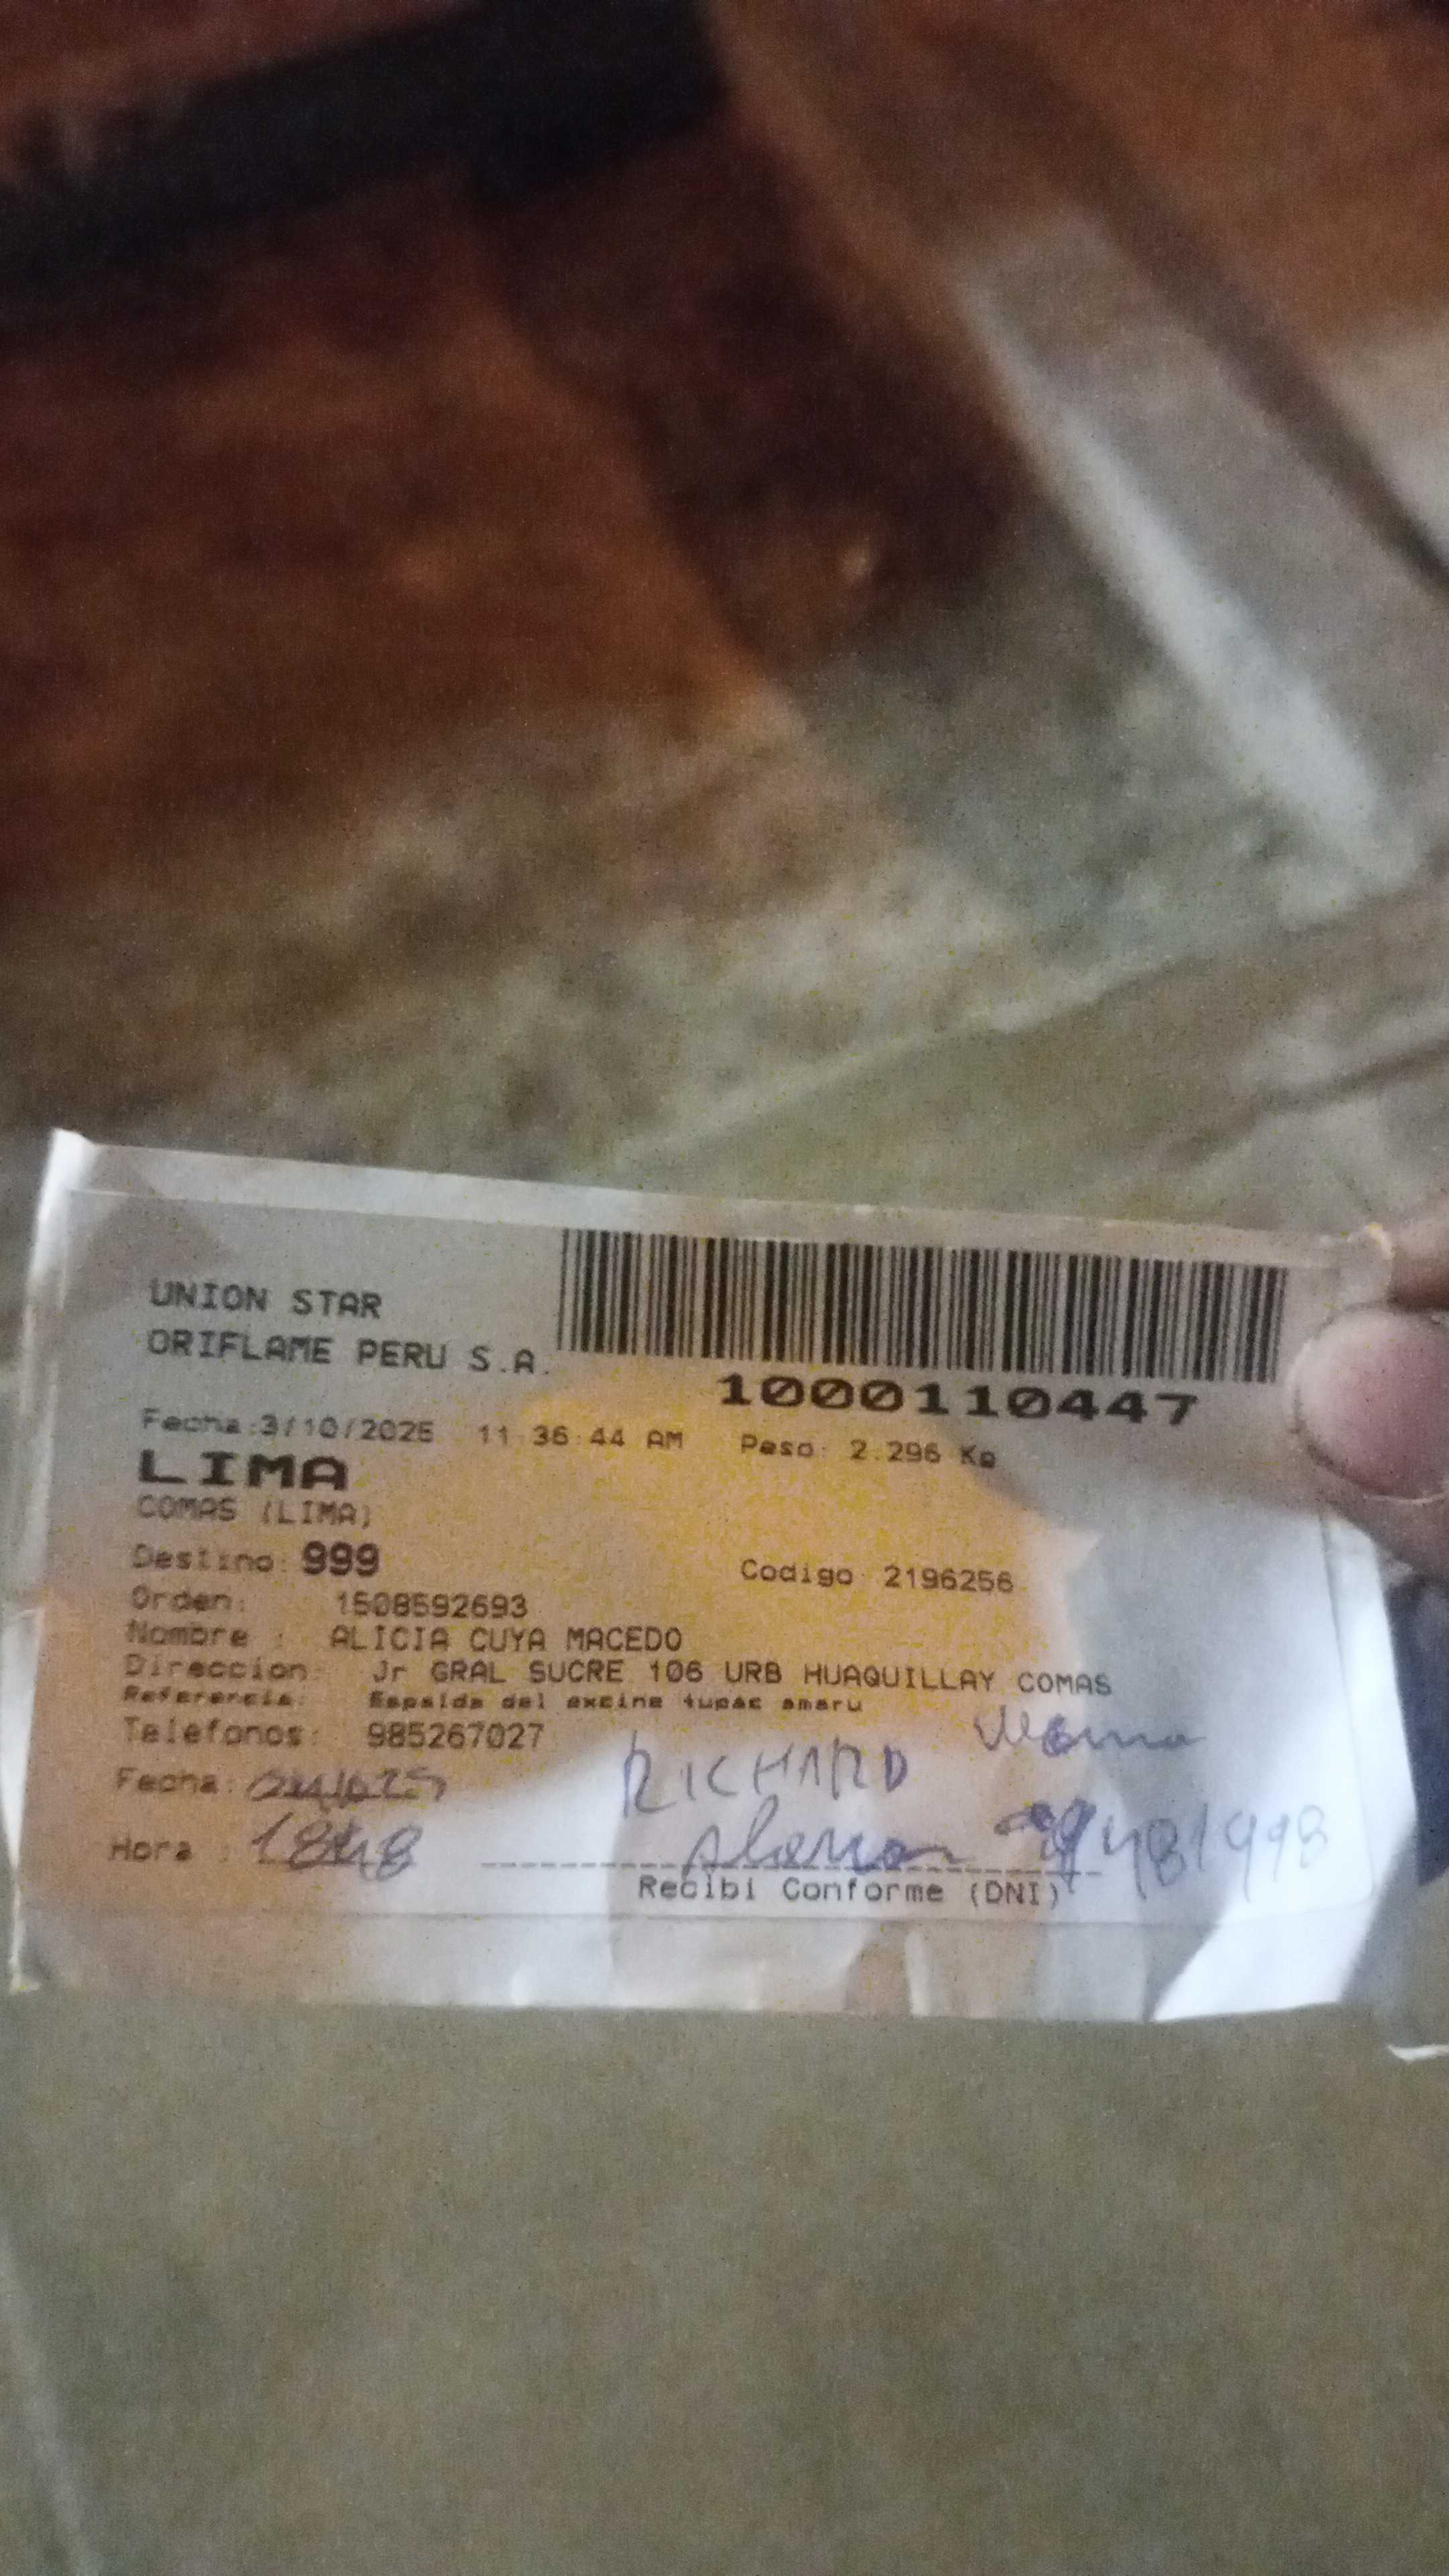 UNION STAR
ORIFLAME PERU S.A.
1000110447
Fecha:3/10/2025 11:36:44 AM Peso: 2.296 Kg
LIMA
COMAS (LIMA)
Destino: 999 Codigo: 2196256
Orden: 1508592693
Nombre : ALICIA CUYA MACEDO
Direccion: Jr GRAL SUCRE 106 URB HUAQUILLAY COMAS
Referencia: Espalda del excine tupac amaru
Telefonos: 985267027
RICHARD
Fecha:
Hora : 1848
Recibi Conforme (DNI)